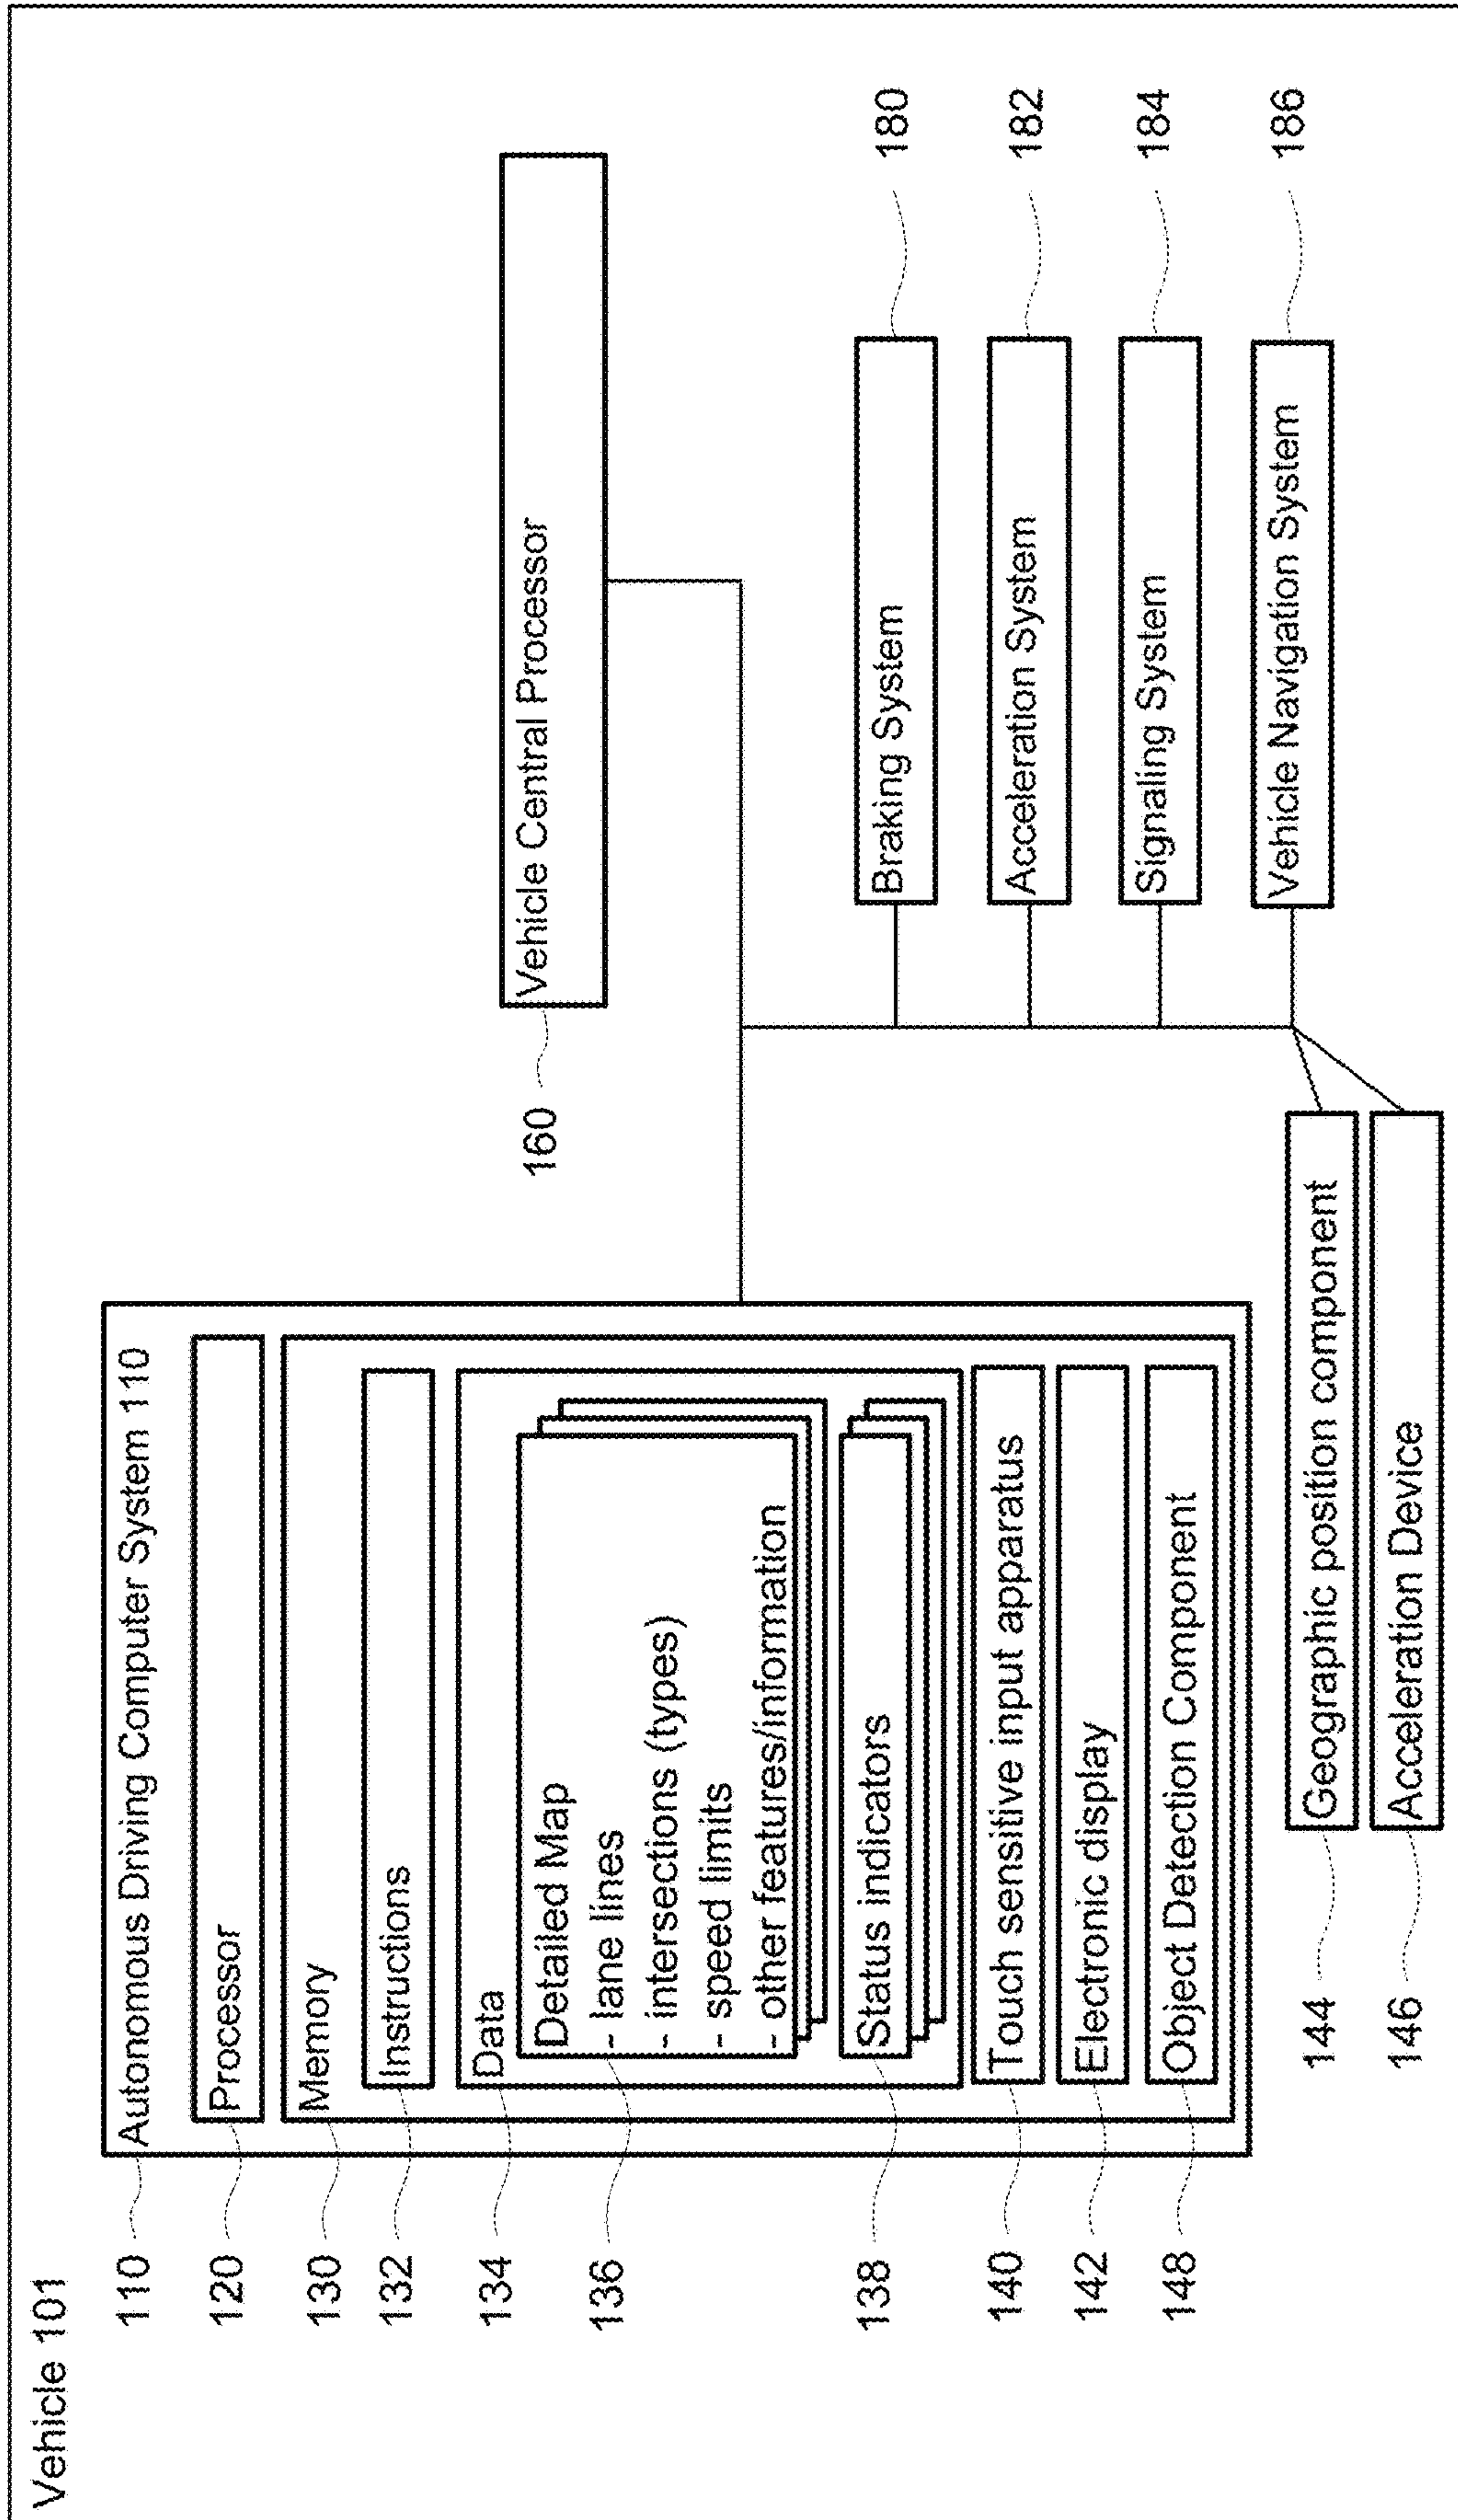 Vehicle 101
110
Autonomous Driving Computer System 110
120
Processor
130
Memory
132
Instructions
134
Data
136
Detailed Map
- lane lines
- intersections (types)
- speed limits
- other features/information
138
Status indicators
140
Touch sensitive input apparatus
142
Electronic display
148
Object Detection Component
144
Geographic position component
146
Acceleration Device
160
Vehicle Central Processor
Braking System
180
Acceleration System
182
Signaling System
184
Vehicle Navigation System
186